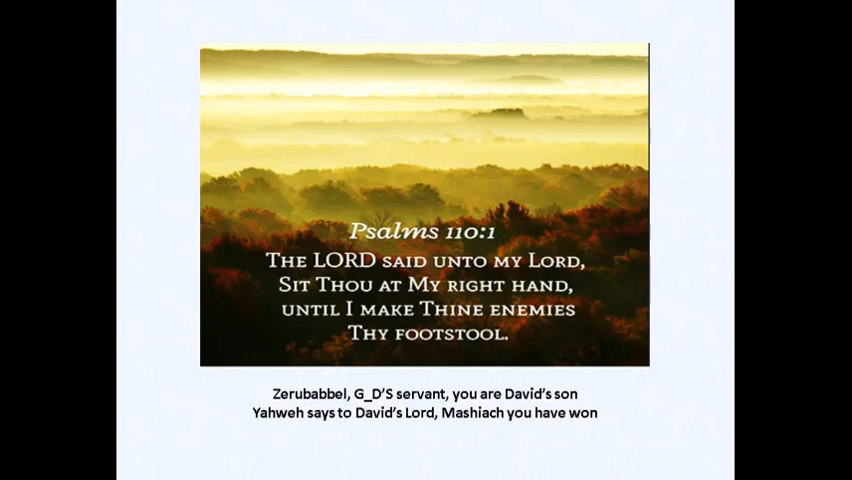 Psalms 110:1
The LORD said unto my Lord,
Sit Thou at My right hand,
until I make Thine enemies
Thy footstool.
Zerubabbel, G_D'S servant, you are David's son
Yahweh says to David's Lord, Mashiach you have won